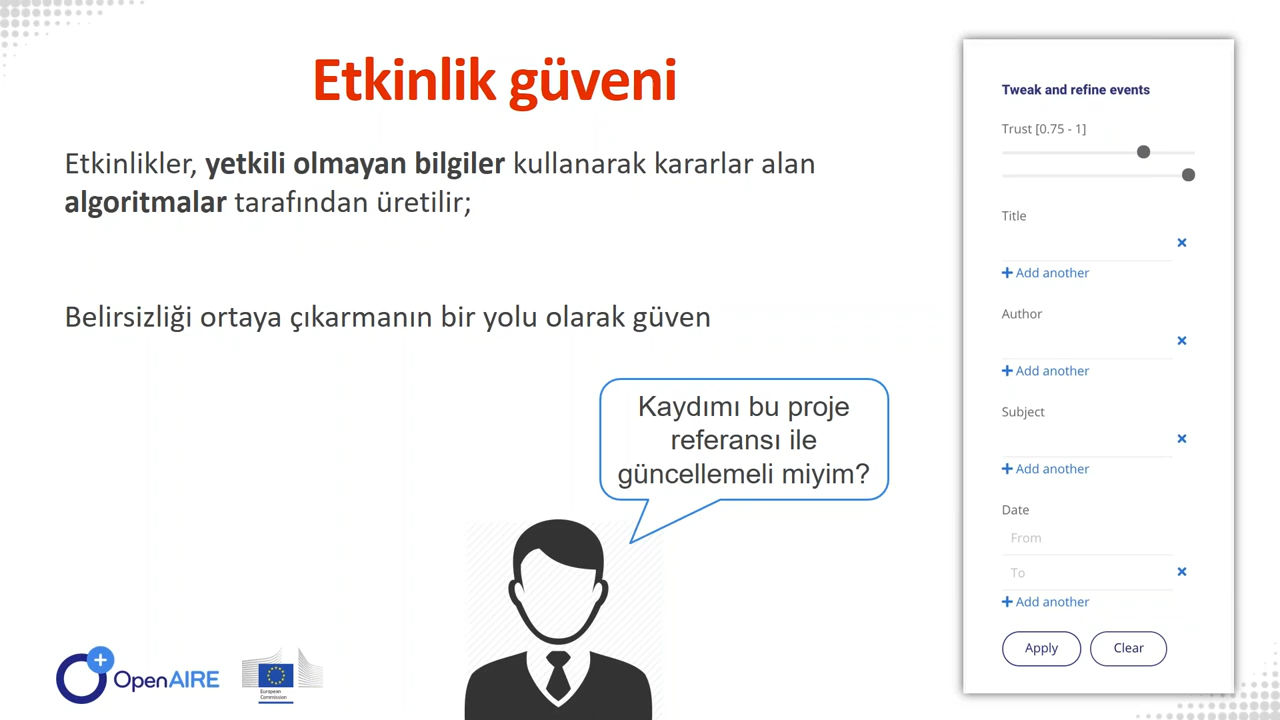 Etkinlik güveni
Etkinlikler, yetkili olmayan bilgiler kullanarak kararlar alan
algoritmalar tarafından üretilir;
Belirsizliği ortaya çıkarmanın bir yolu olarak güven
Kaydımı bu proje
referansı ile
güncellemeli miyim?
OpenAIRE
European
Commission
Tweak and refine events
Trust [0.75 - 1]
Title
Add another
Author
Add another
Subject
Add another
Date
From
To
Add another
Apply
Clear